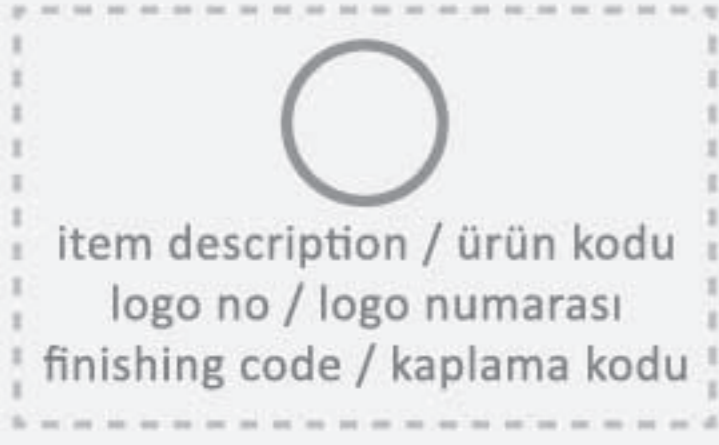 item description / ürün kodu
logo no / logo numarası
finishing code / kaplama kodu